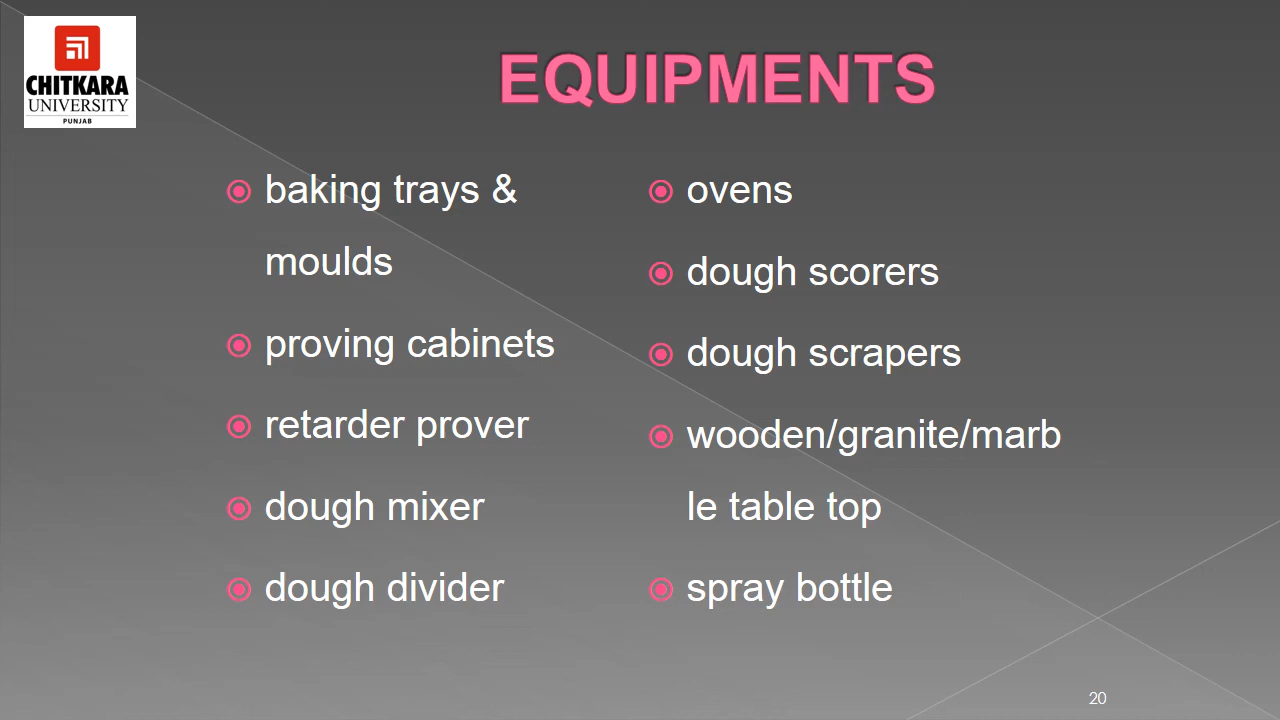 CHITKARA
UNIVERSITY
PUNJAB
EQUIPMENTS
baking trays &
moulds
proving cabinets
retarder prover
dough mixer
dough divider
ovens
dough scorers
dough scrapers
wooden/granite/marb
le table top
spray bottle
20